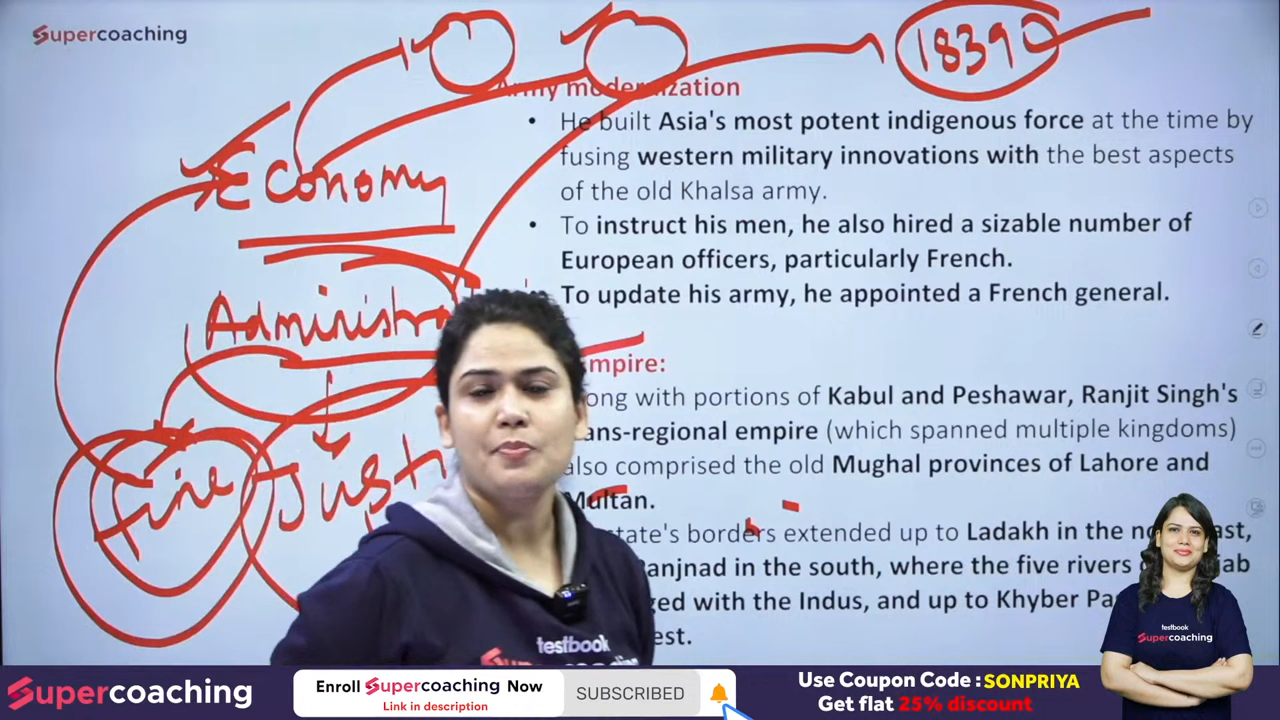 Supercoaching
1839
Army modernization
• He built Asia's most potent indigenous force at the time by
fusing western military innovations with the best aspects
of the old Khalsa army.
• To instruct his men, he also hired a sizable number of
European officers, particularly French.
To update his army, he appointed a French general.
Economy
Administra
Fine
Justi
mpire:
ong with portions of Kabul and Peshawar, Ranjit Singh's
ans-regional empire (which spanned multiple kingdoms)
also comprised the old Mughal provinces of Lahore and
Multan.
tate's borders extended up to Ladakh in the no ast,
anjnad in the south, where the five rivers jab
ged with the Indus, and up to Khyber Pa
est.
testbook
testbook
Supercoaching
Supercoaching
Enroll Supercoaching Now
Link in description
SUBSCRIBED
Use Coupon Code : SONPRIYA
Get flat 25% discount